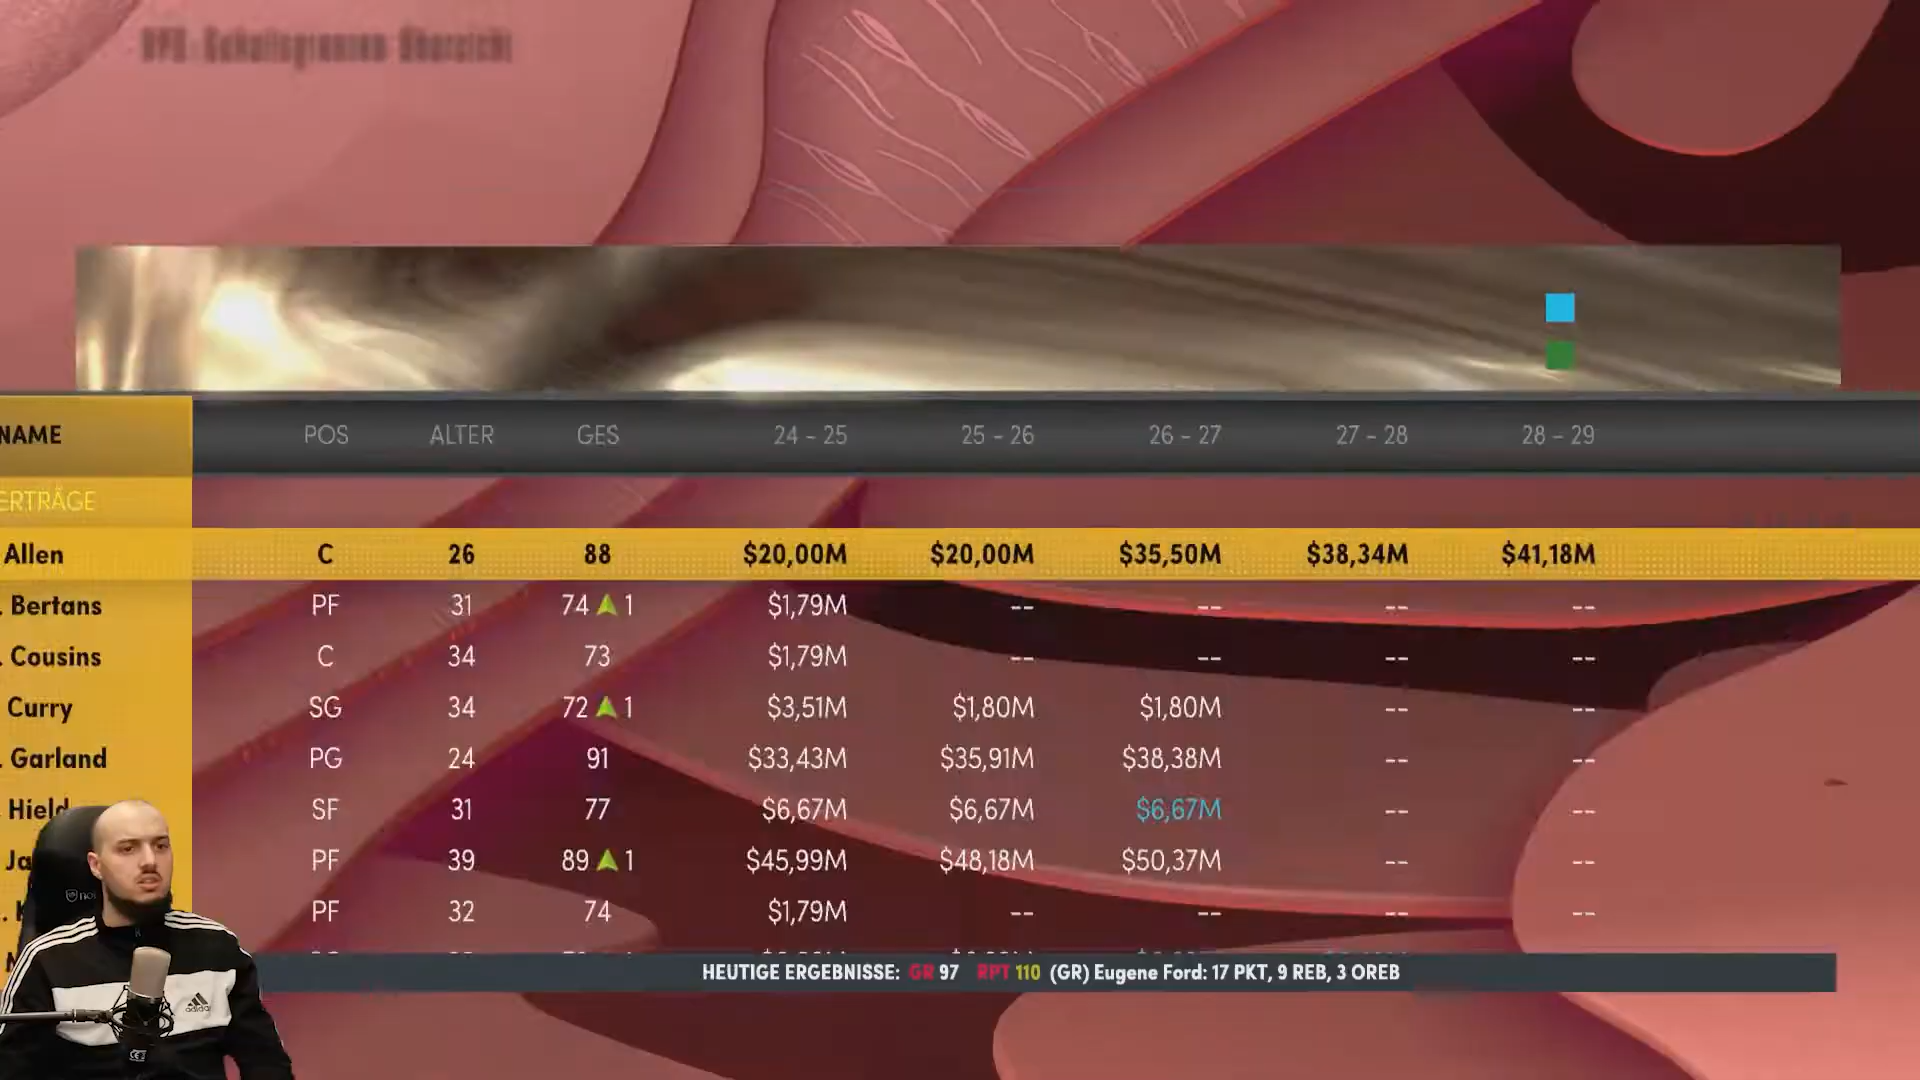 NAME POS ALTER GES 24 - 25 25 - 26 26 - 27 27 - 28 28 - 29
ERTRÄGE
Allen C 26 88 $20,00M $20,00M $35,50M $38,34M $41,18M
. Bertans PF 31 74 1 $1,79M -- -- -- --
. Cousins C 34 73 $1,79M -- -- -- --
Curry SG 34 72 1 $3,51M $1,80M $1,80M -- --
. Garland PG 24 91 $33,43M $35,91M $38,38M -- --
Hield SF 31 77 $6,67M $6,67M $6,67M -- --
Ja PF 39 89 1 $45,99M $48,18M $50,37M -- --
. K PF 32 74 $1,79M -- -- -- --
HEUTIGE ERGEBNISSE: GR 97 RPT 110 (GR) Eugene Ford: 17 PKT, 9 REB, 3 OREB
adidas